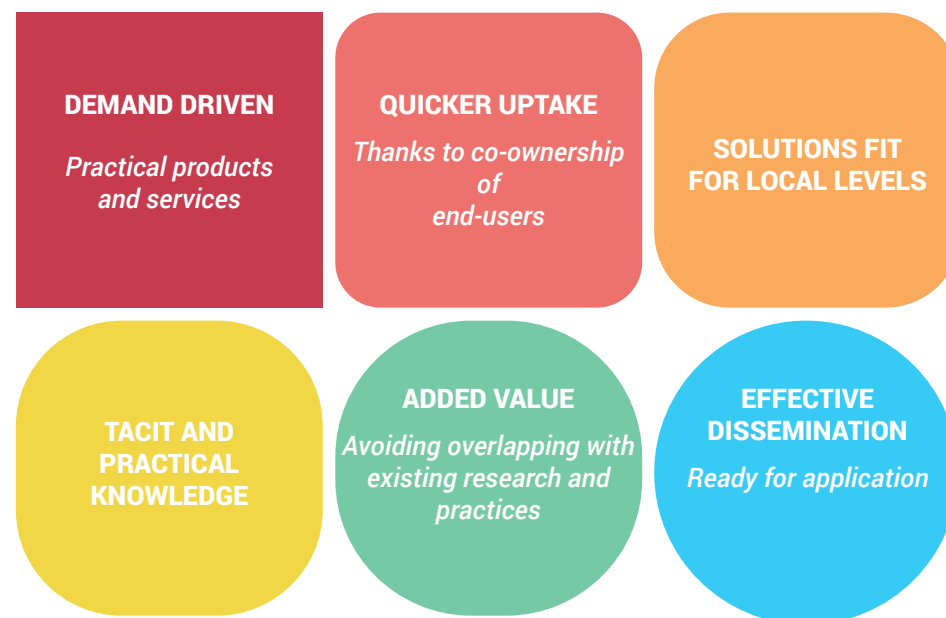 DEMAND DRIVEN
Practical products
and services
QUICKER UPTAKE
Thanks to co-ownership
of
end-users
SOLUTIONS FIT
FOR LOCAL LEVELS
TACIT AND
PRACTICAL
KNOWLEDGE
ADDED VALUE
Avoiding overlapping with
existing research and
practices
EFFECTIVE
DISSEMINATION
Ready for application